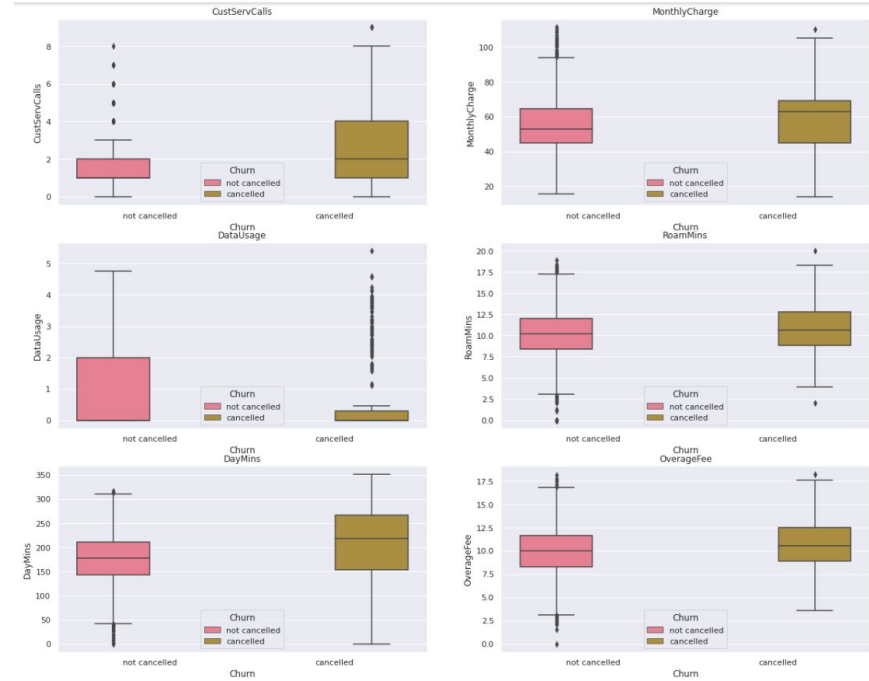 CustServCalls
8
6
4
2
0
CustServCalls
Churn
not cancelled
cancelled
not cancelled
cancelled
Churn
MonthlyCharge
100
80
60
40
20
MonthlyCharge
Churn
not cancelled
cancelled
not cancelled
cancelled
Churn
DataUsage
5
4
3
2
1
0
DataUsage
Churn
not cancelled
cancelled
not cancelled
cancelled
Churn
RoamMins
20.0
17.5
15.0
12.5
10.0
7.5
5.0
2.5
0.0
RoamMins
Churn
not cancelled
cancelled
not cancelled
cancelled
Churn
DayMins
350
300
250
200
150
100
50
0
DayMins
Churn
not cancelled
cancelled
not cancelled
cancelled
Churn
OverageFee
17.5
15.0
12.5
10.0
7.5
5.0
2.5
0.0
OverageFee
Churn
not cancelled
cancelled
not cancelled
cancelled
Churn